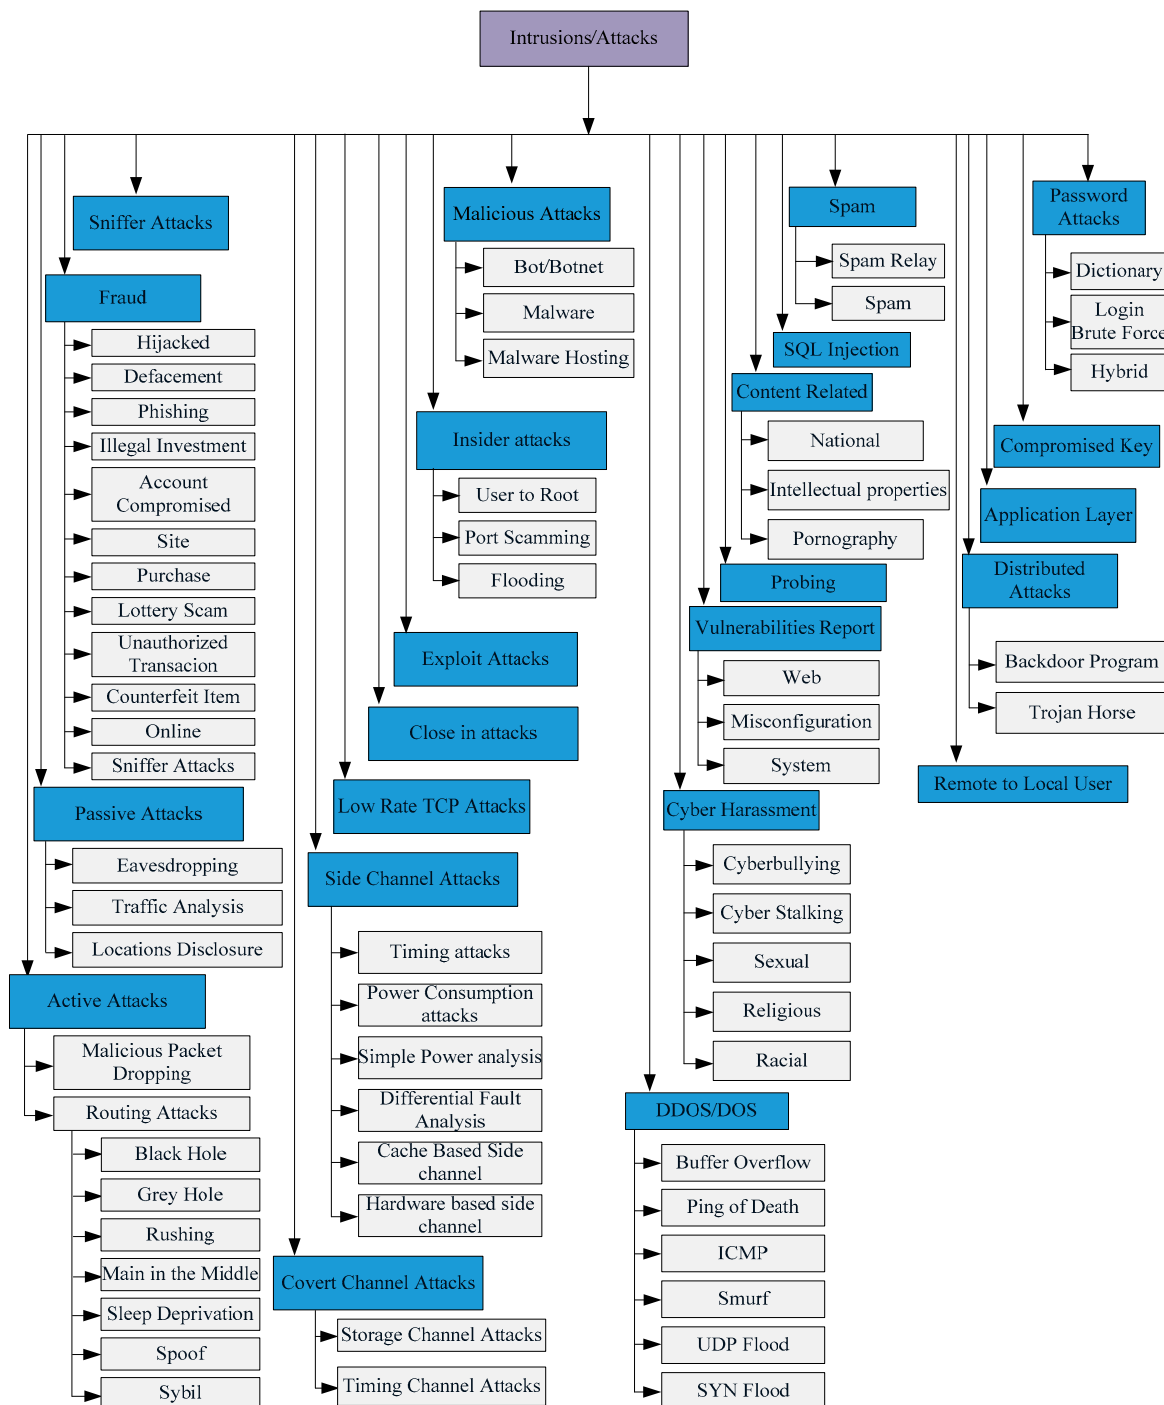 Intrusions/Attacks
Sniffer Attacks
Fraud
Hijacked
Defacement
Phishing
Illegal Investment
Account
Compromised
Site
Purchase
Lottery Scam
Unauthorized
Transacion
Counterfeit Item
Online
Sniffer Attacks
Passive Attacks
Eavesdropping
Traffic Analysis
Locations Disclosure
Active Attacks
Malicious Packet
Dropping
Routing Attacks
Black Hole
Grey Hole
Rushing
Main in the Middle
Sleep Deprivation
Spoof
Sybil
Malicious Attacks
Bot/Botnet
Malware
Malware Hosting
Insider attacks
User to Root
Port Scamming
Flooding
Exploit Attacks
Close in attacks
Low Rate TCP Attacks
Side Channel Attacks
Timing attacks
Power Consumption
attacks
Simple Power analysis
Differential Fault
Analysis
Cache Based Side
channel
Hardware based side
channel
Covert Channel Attacks
Storage Channel Attacks
Timing Channel Attacks
Spam
Spam Relay
Spam
SQL Injection
Content Related
National
Intellectual properties
Pornography
Probing
Vulnerabilities Report
Web
Misconfiguration
System
Cyber Harassment
Cyberbullying
Cyber Stalking
Sexual
Religious
Racial
DDOS/DOS
Buffer Overflow
Ping of Death
ICMP
Smurf
UDP Flood
SYN Flood
Password
Attacks
Dictionary
Login
Brute Force
Hybrid
Compromised Key
Application Layer
Distributed
Attacks
Backdoor Program
Trojan Horse
Remote to Local User